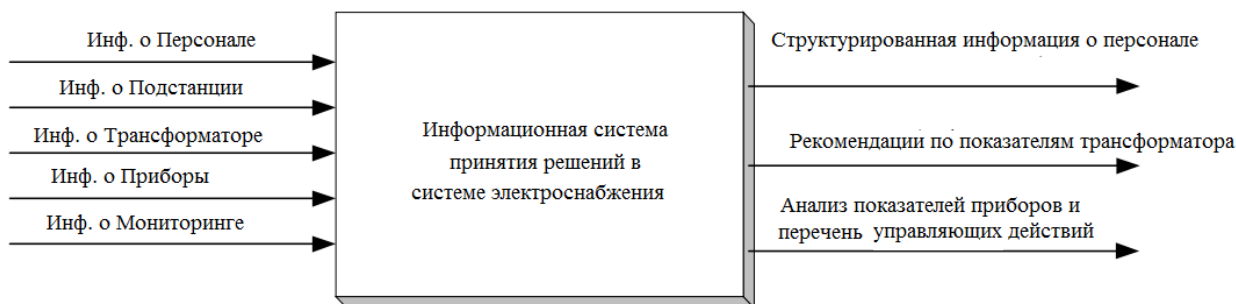 Инф. о Персонале
Инф. о Подстанции
Инф. о Трансформаторе
Инф. о Приборы
Инф. о Мониторинге
Информационная система
принятия решений в
системе электроснабжения
Структурированная информация о персонале
Рекомендации по показателям трансформатора
Анализ показателей приборов и
перечень управляющих действий